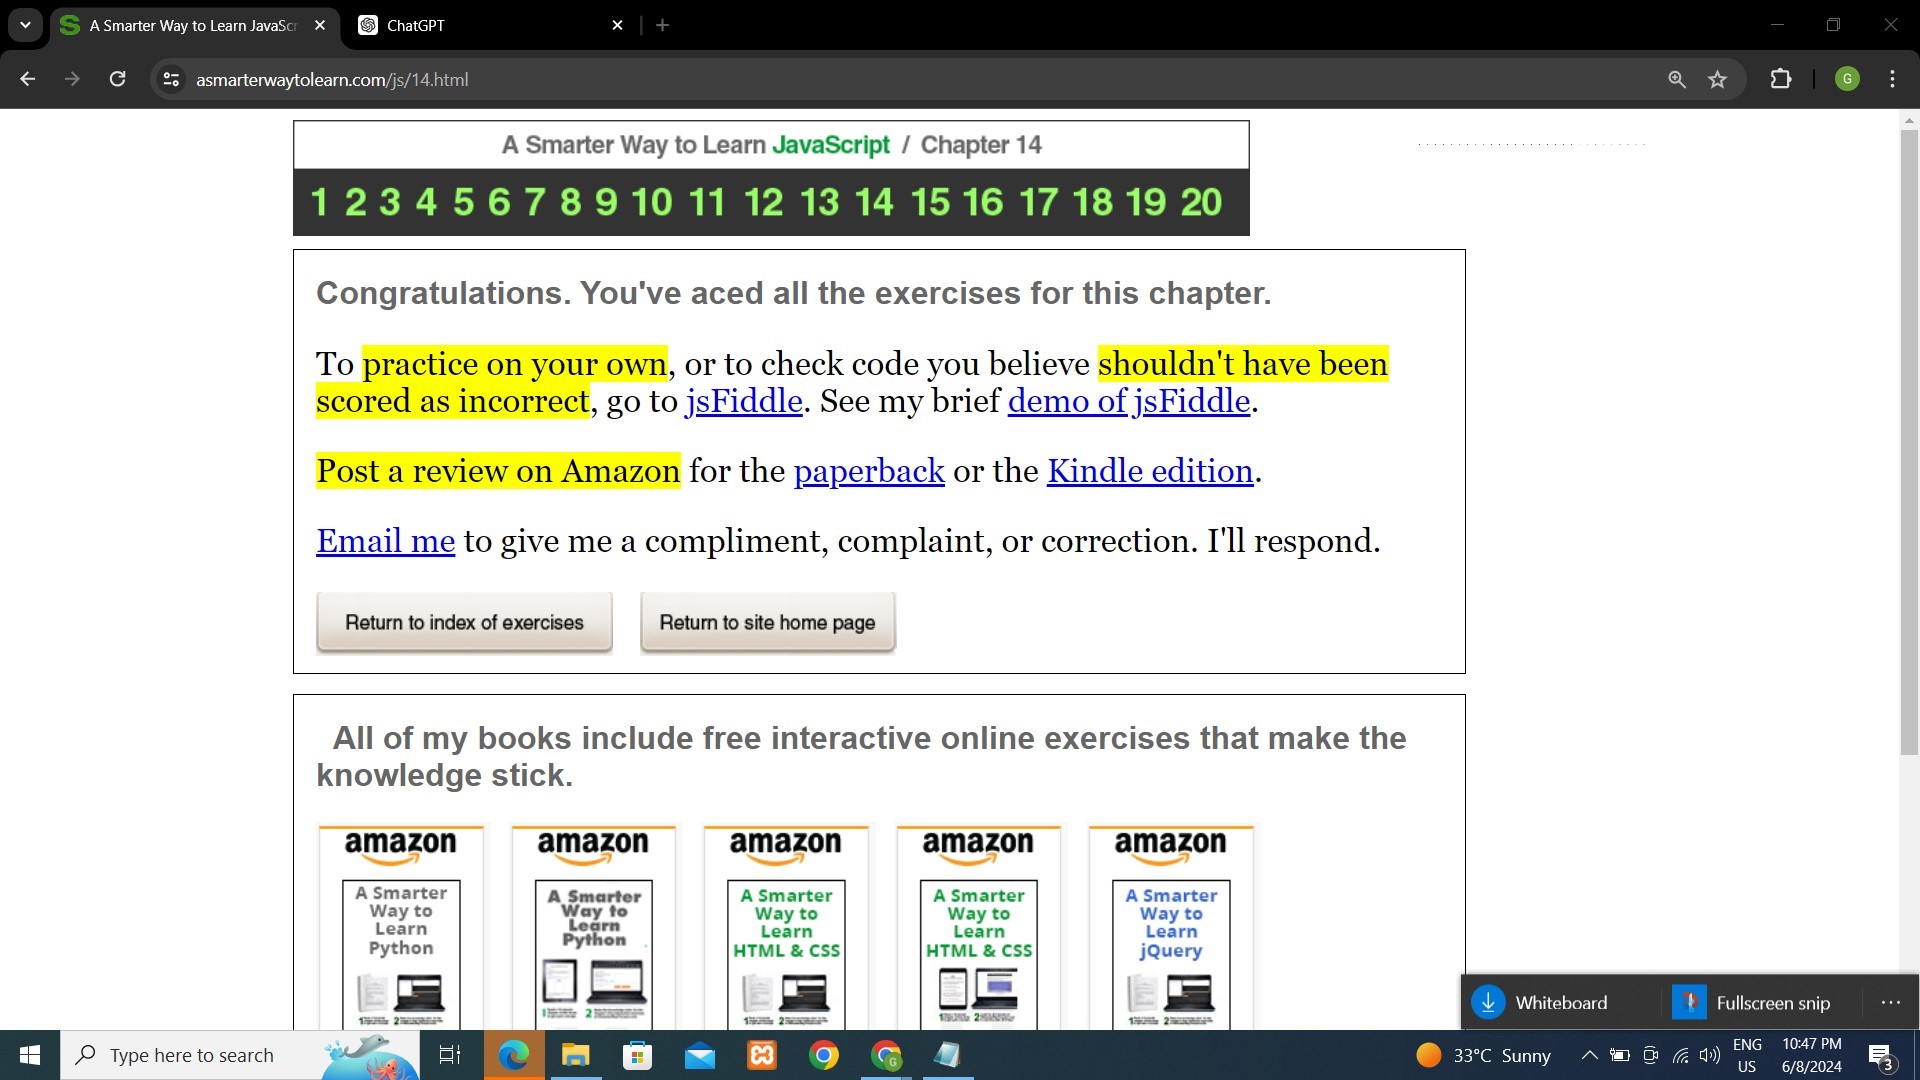 A Smarter Way to Learn JavaScr
ChatGPT
asmarterwaytolearn.com/js/14.html
G
A Smarter Way to Learn JavaScript / Chapter 14
1 2 3 4 5 6 7 8 9 10 11 12 13 14 15 16 17 18 19 20
Congratulations. You've aced all the exercises for this chapter.
To practice on your own, or to check code you believe shouldn't have been
scored as incorrect, go to jsFiddle. See my brief demo of jsFiddle.
Post a review on Amazon for the paperback or the Kindle edition.
Email me to give me a compliment, complaint, or correction. I'll respond.
Return to index of exercises
Return to site home page
All of my books include free interactive online exercises that make the
knowledge stick.
amazon
A Smarter
Way to
Learn
Python
amazon
A Smarter
Way to
Learn
Python
amazon
A Smarter
Way to
Learn
HTML & CSS
amazon
A Smarter
Way to
Learn
HTML & CSS
amazon
A Smarter
Way to
Learn
jQuery
Whiteboard
Fullscreen snip
Type here to search
33°C Sunny
ENG
US
10:47 PM
6/8/2024
3